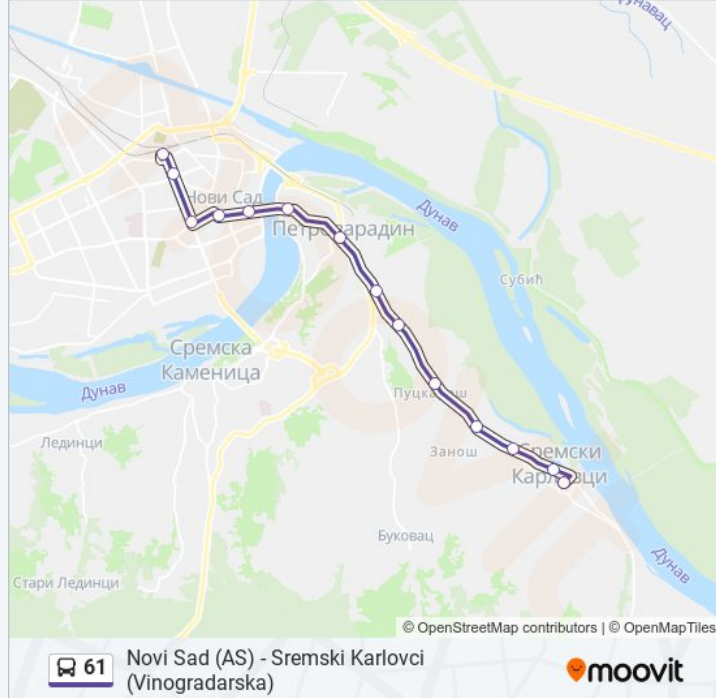 Дунавац
Нови Сад
Дунав
Петроварадин
Субић
Сремска
Каменица
Дунав
Пуцкарош
Лединци
Занош
Сремски
Карловци
Буковац
Дунав
Стари Лединци
© OpenStreetMap contributors | © OpenMapTiles
61
Novi Sad (AS) - Sremski Karlovci
(Vinogradarska)
moovit